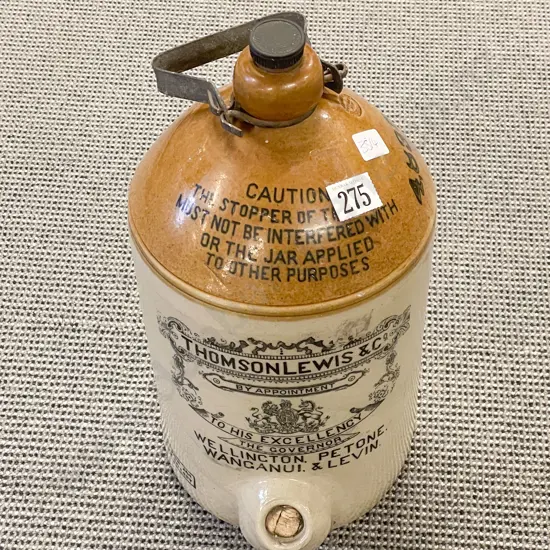 CAUTION
THE STOPPER OF T
MUST NOT BE INTERFERED WITH
OR THE JAR APPLIED
TO OTHER PURPOSES
275
THOMSON LEWIS & Co
BY APPOINTMENT
TO HIS EXCELLENCY
THE GOVERNOR
WELLINGTON, PETONE,
WANGANUI, & LEVIN.